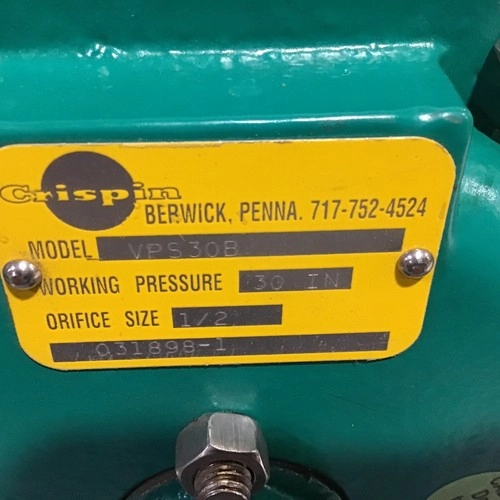 Crispin
BERWICK, PENNA. 717-752-4524
MODEL VPS30B
WORKING PRESSURE 30 IN
ORIFICE SIZE 1/2
031898-1